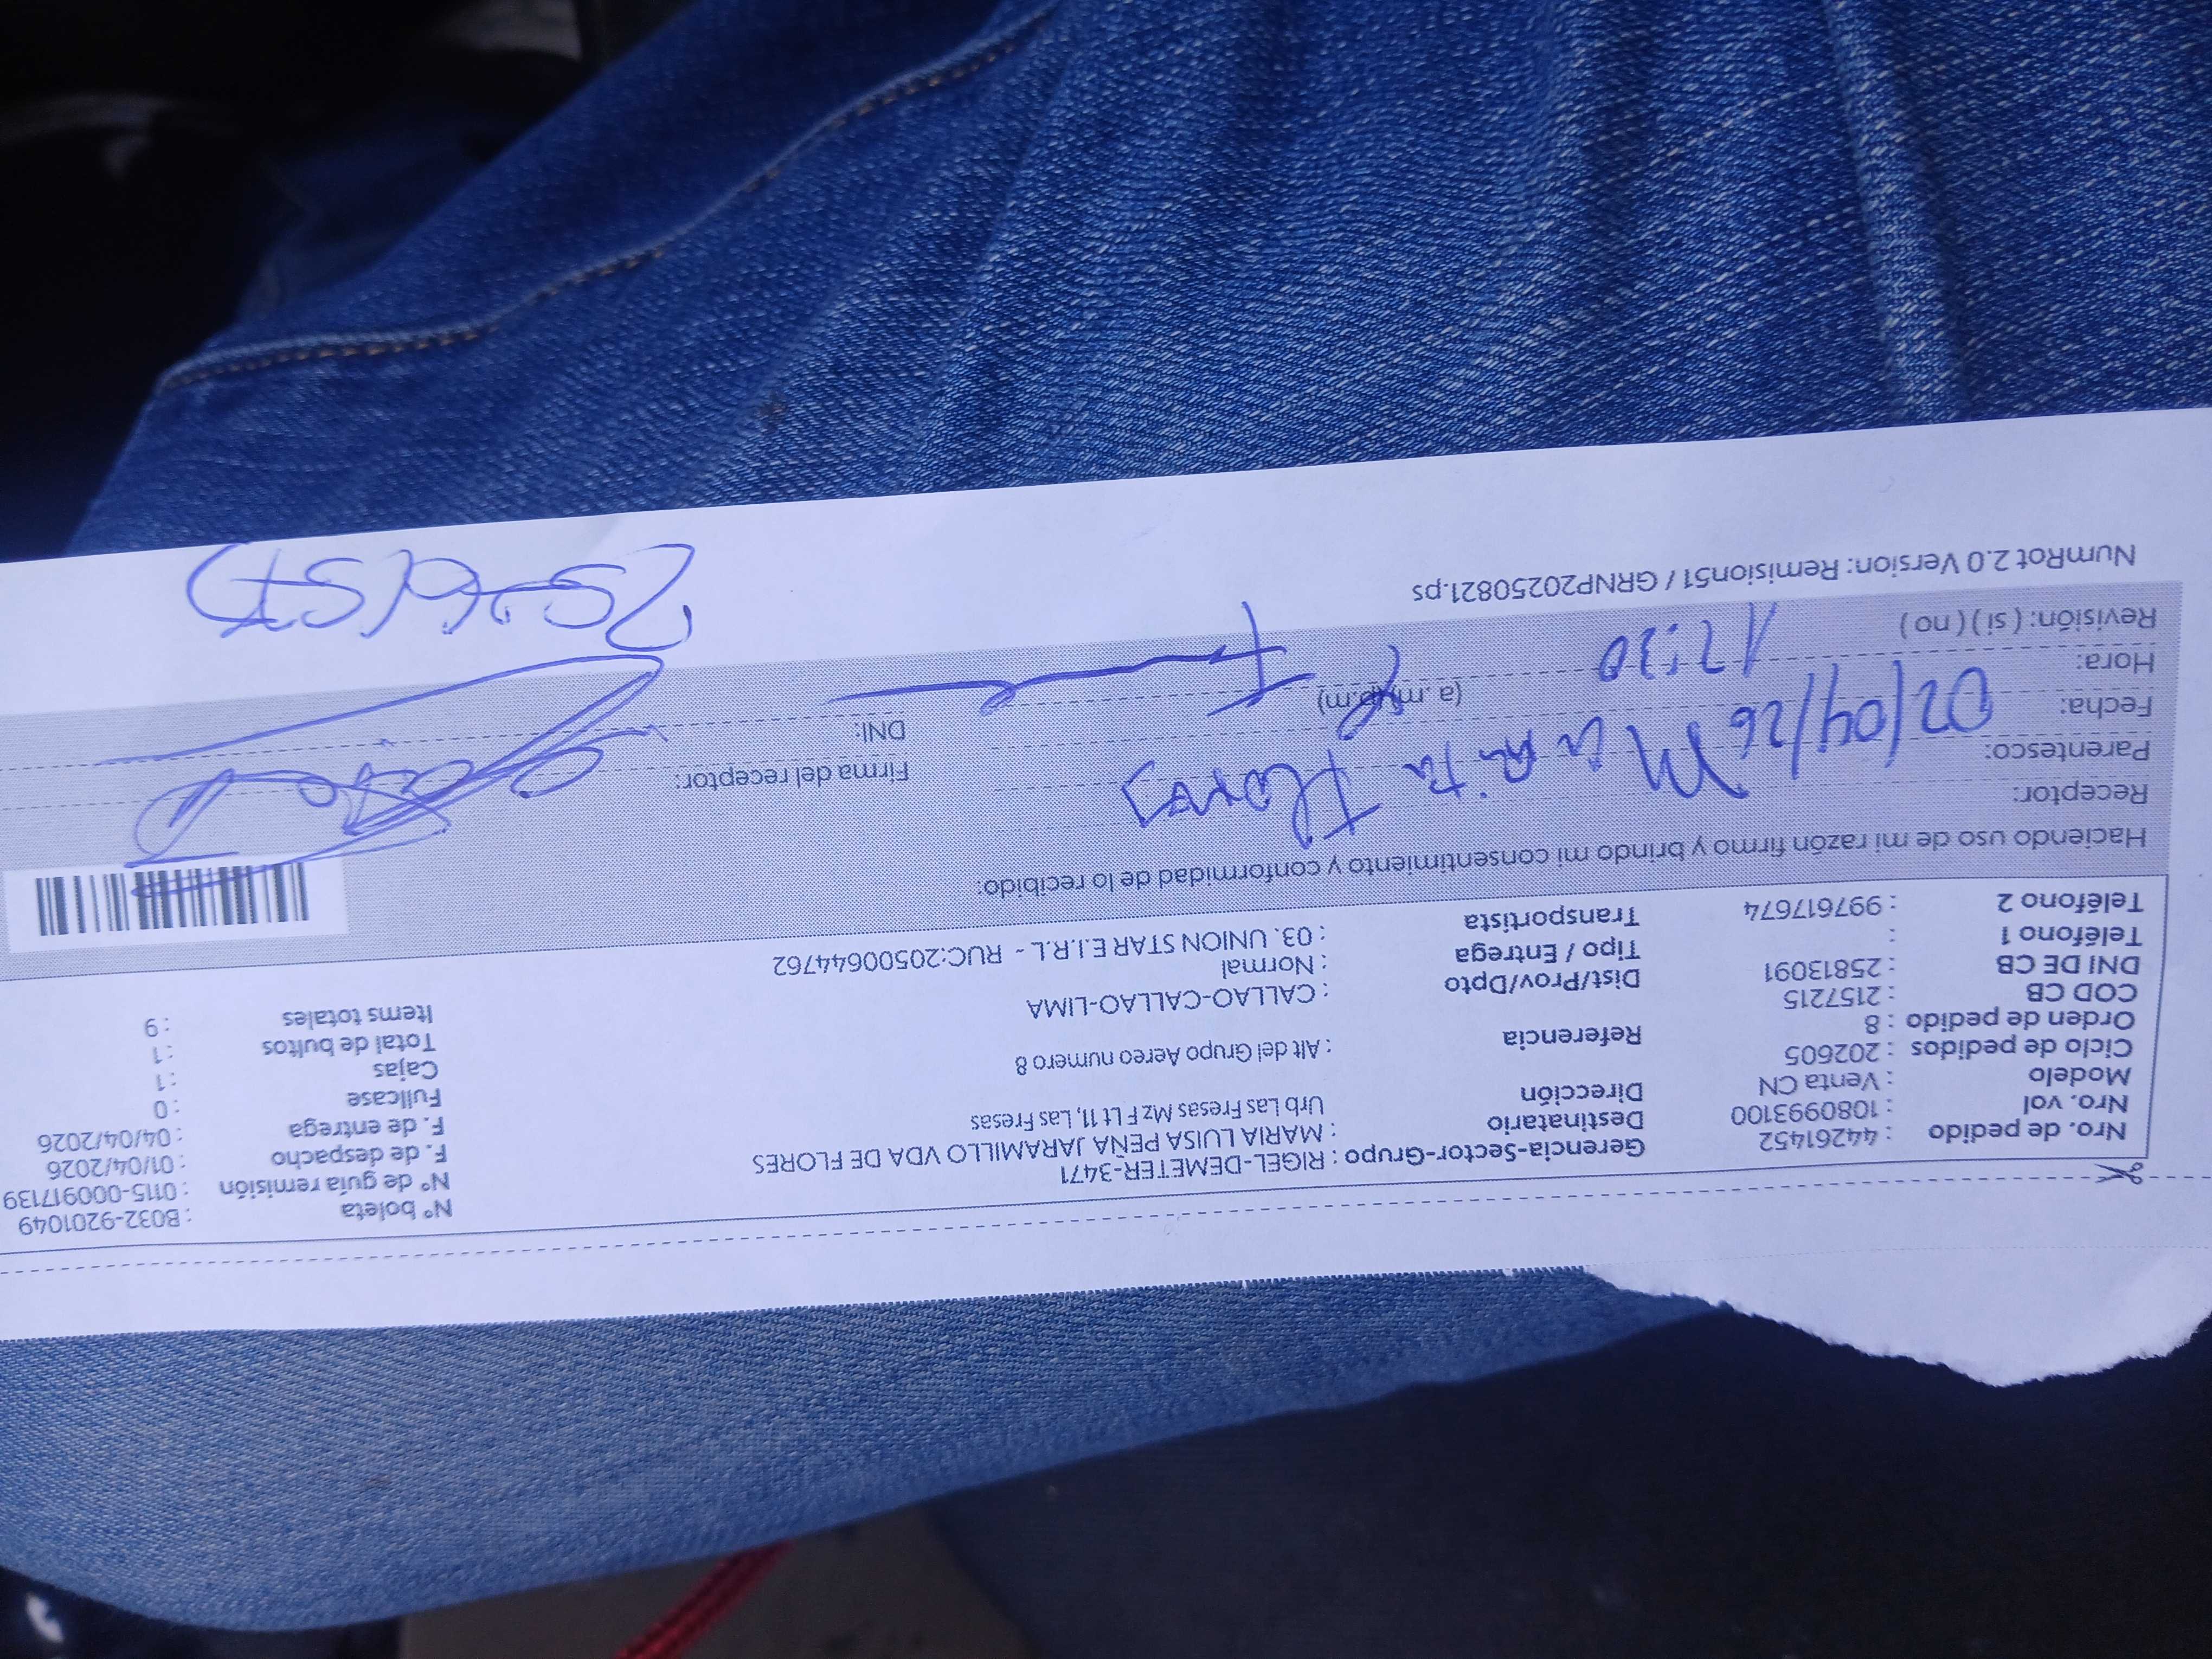 Nro. de pedido : 44261452
Nro. vol : 1080993100
Modelo : Venta CN
Ciclo de pedidos : 202605
Orden de pedido : 8
COD CB : 2157215
DNI DE CB : 25813091
Teléfono 1 :
Teléfono 2 : 997617674
Gerencia-Sector-Grupo : RIGEL-DEMETER-3471
Destinatario : MARIA LUISA PEÑA JARAMILLO VDA DE FLORES
Dirección Urb Las Fresas Mz F Lt 11, Las Fresas
Referencia : Alt del Grupo Aereo numero 8
Dist/Prov/Dpto : CALLAO-CALLAO-LIMA
Tipo / Entrega : Normal
Transportista : 03. UNION STAR E.I.R.L - RUC:20500644762
N° boleta : B032-9201049
N° de guía remisión : 0115-000917139
F. de despacho : 01/04/2026
F. de entrega : 04/04/2026
Fullcase : 0
Cajas : 1
Total de bultos : 1
Items totales : 9
Haciendo uso de mi razón firmo y brindo mi consentimiento y conformidad de lo recibido:
Receptor: Flores
Parentesco:
Fecha: 02/04/26
Hora: 17:30 (a. m)(p.m)
Revisión: ( si ) ( no )
Firma del receptor:
DNI:
NumRot 2.0 Version: Remision51 / GRNP20250821.ps